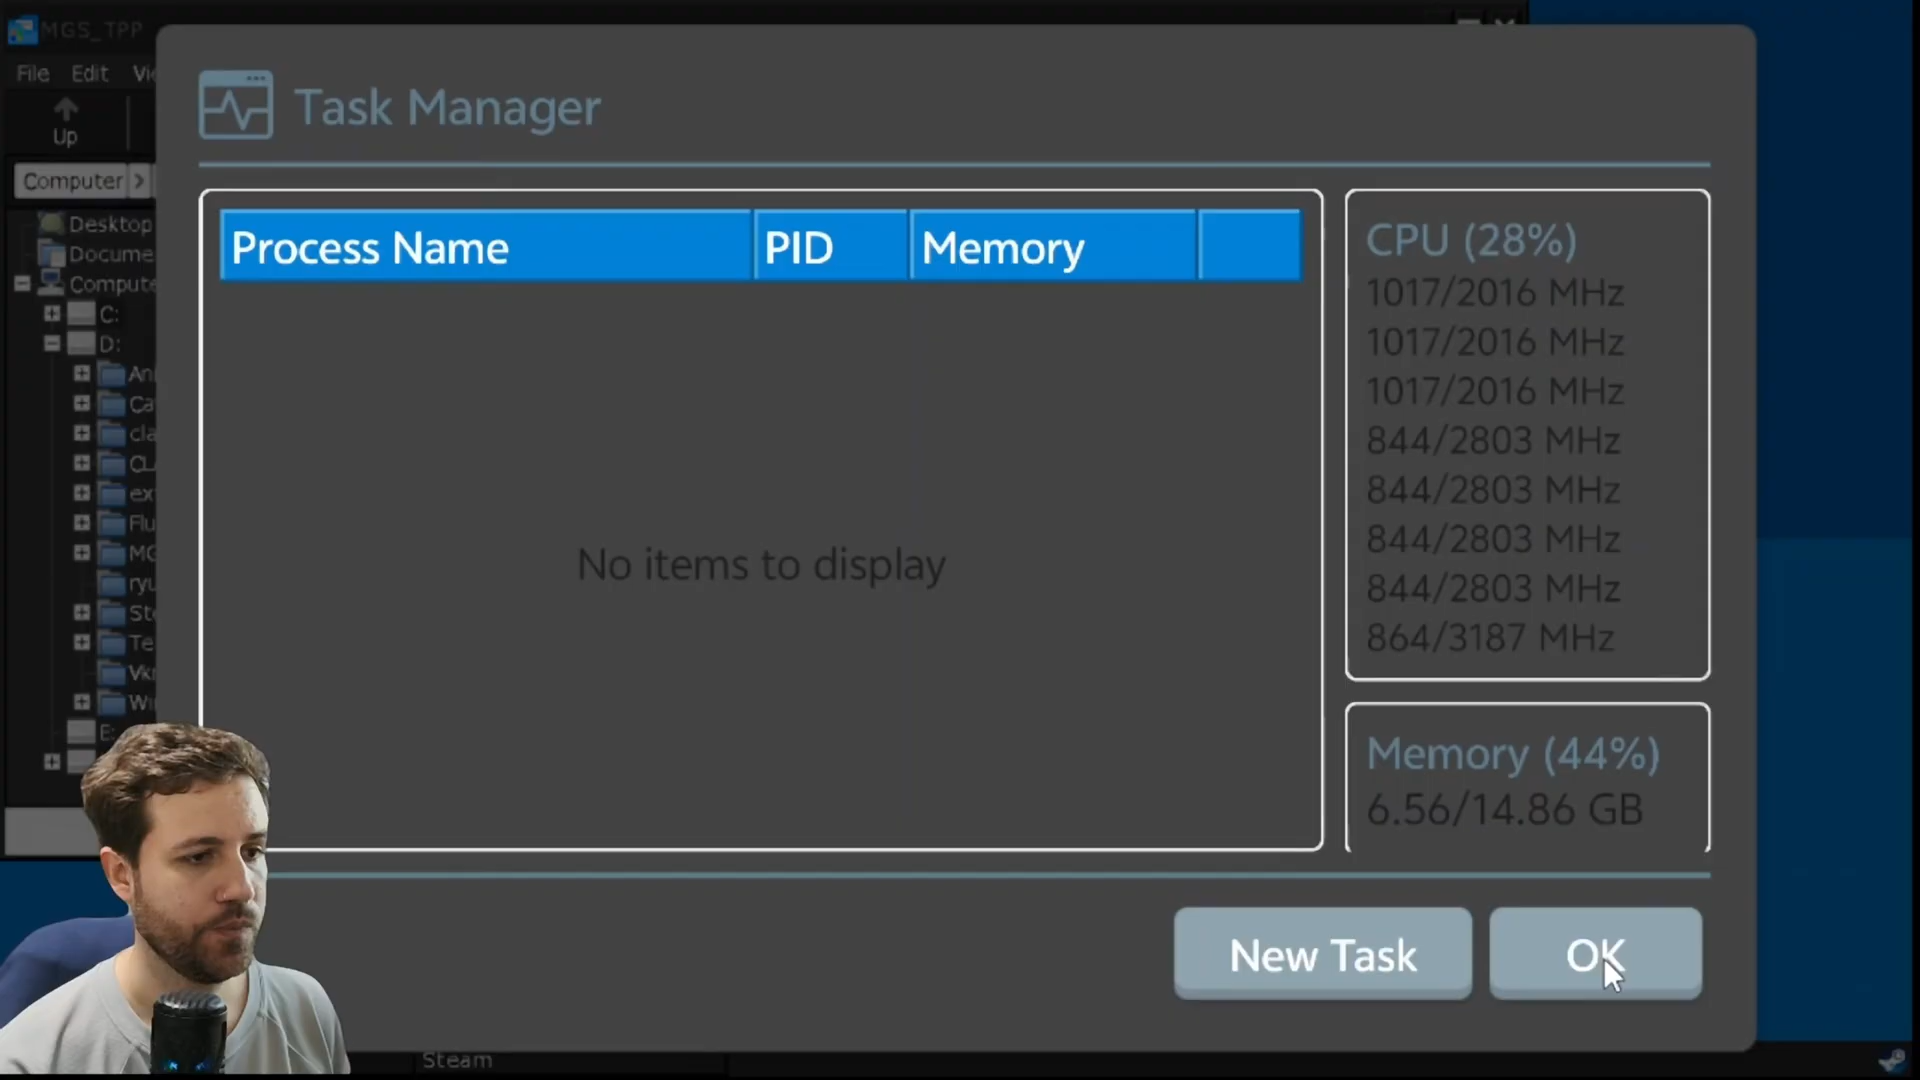 MGS_TPP
File Edit
Up
Computer
Task Manager
Process Name PID Memory
No items to display
CPU (28%)
1017/2016 MHz
1017/2016 MHz
1017/2016 MHz
844/2803 MHz
844/2803 MHz
844/2803 MHz
844/2803 MHz
864/3187 MHz
Memory (44%)
6.56/14.86 GB
New Task OK
Desktop
C:
D:
E:
Steam